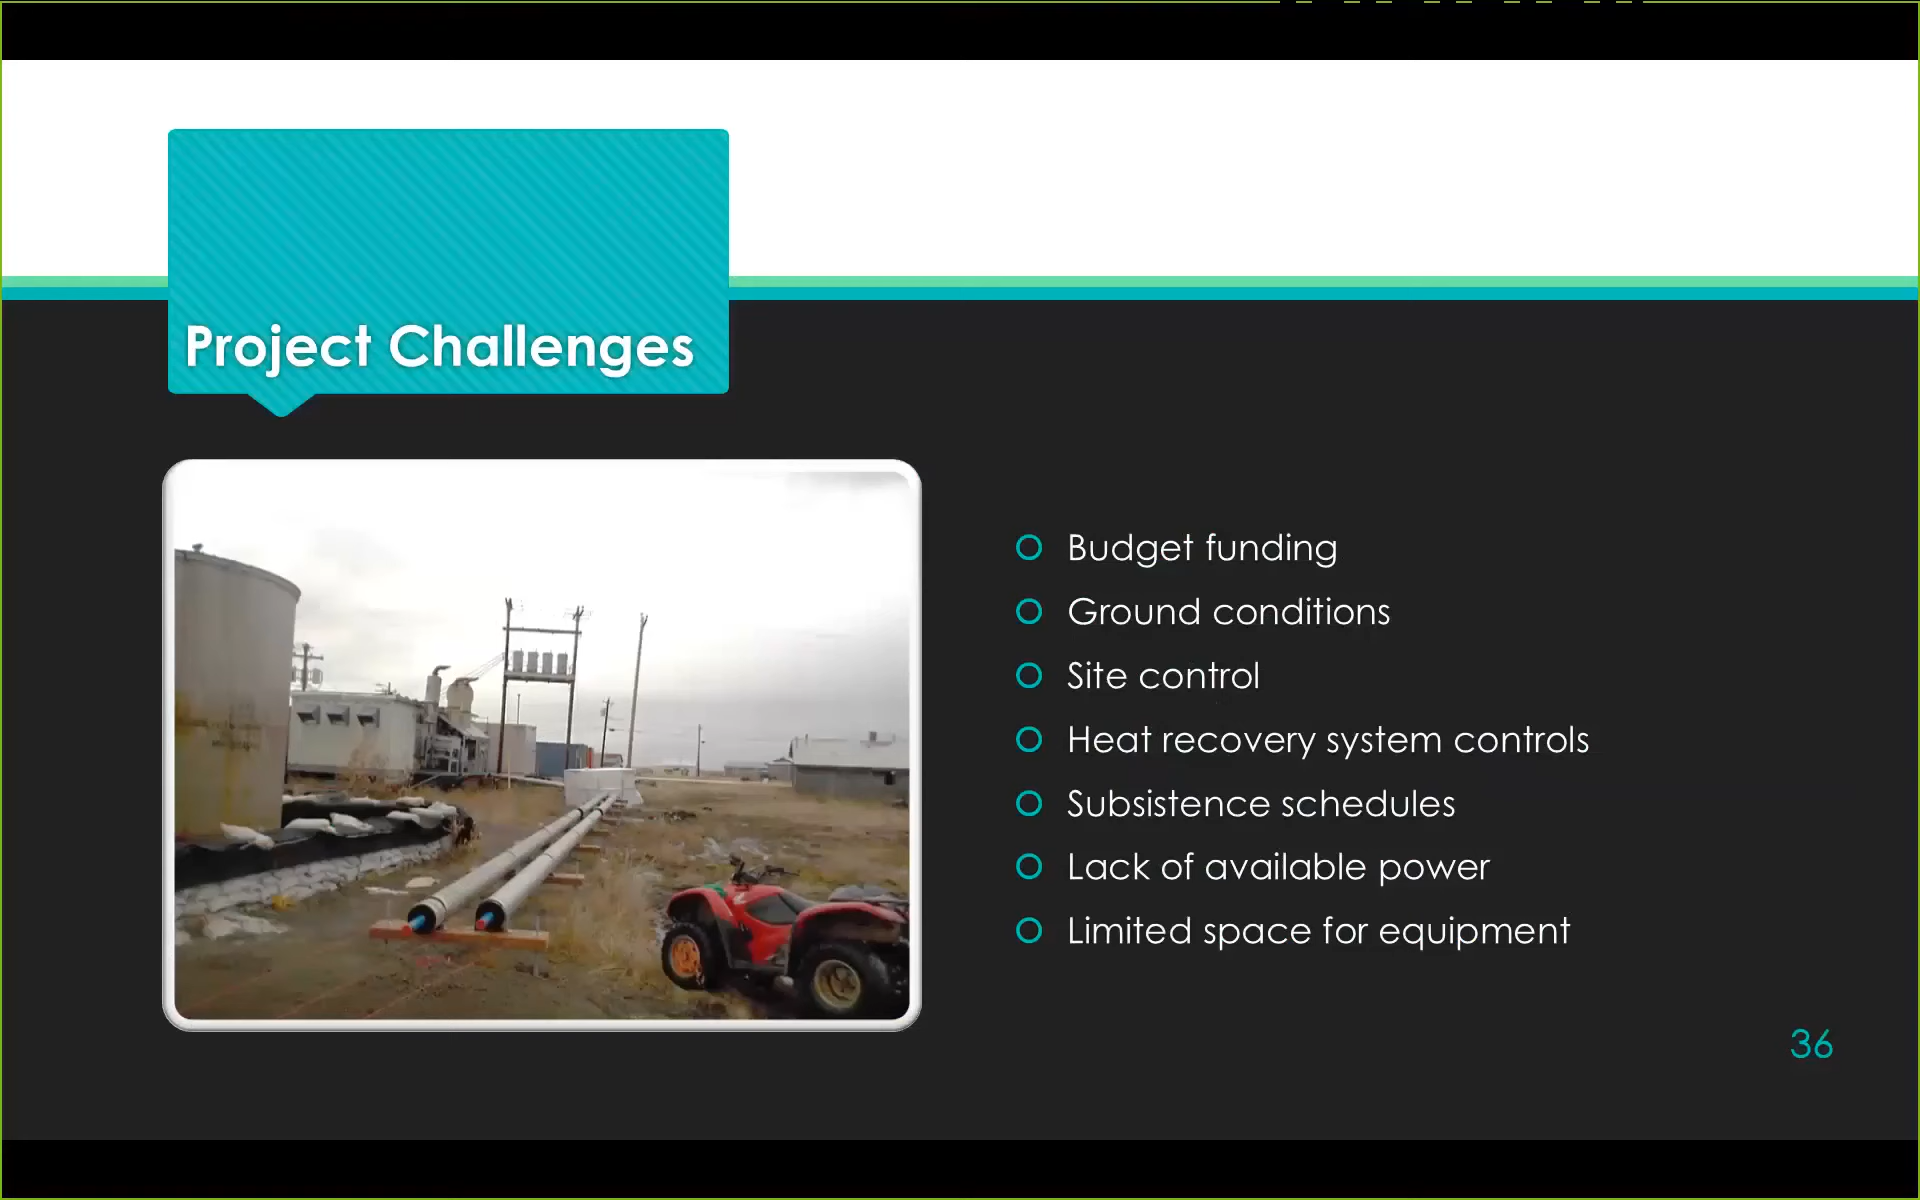 Project Challenges
Budget funding
Ground conditions
Site control
Heat recovery system controls
Subsistence schedules
Lack of available power
Limited space for equipment
36